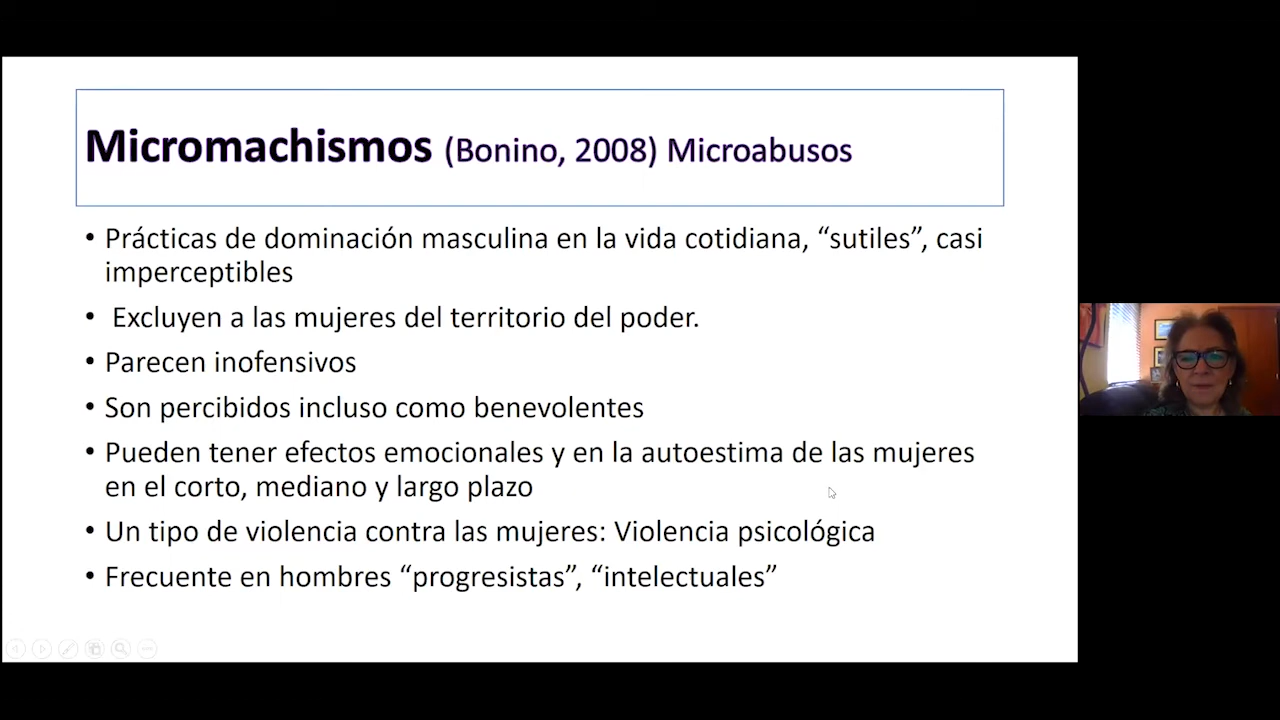 Micromachismos (Bonino, 2008) Microabusos
• Prácticas de dominación masculina en la vida cotidiana, “sutiles”, casi
imperceptibles
• Excluyen a las mujeres del territorio del poder.
• Parecen inofensivos
• Son percibidos incluso como benevolentes
• Pueden tener efectos emocionales y en la autoestima de las mujeres
en el corto, mediano y largo plazo
• Un tipo de violencia contra las mujeres: Violencia psicológica
• Frecuente en hombres “progresistas”, “intelectuales”